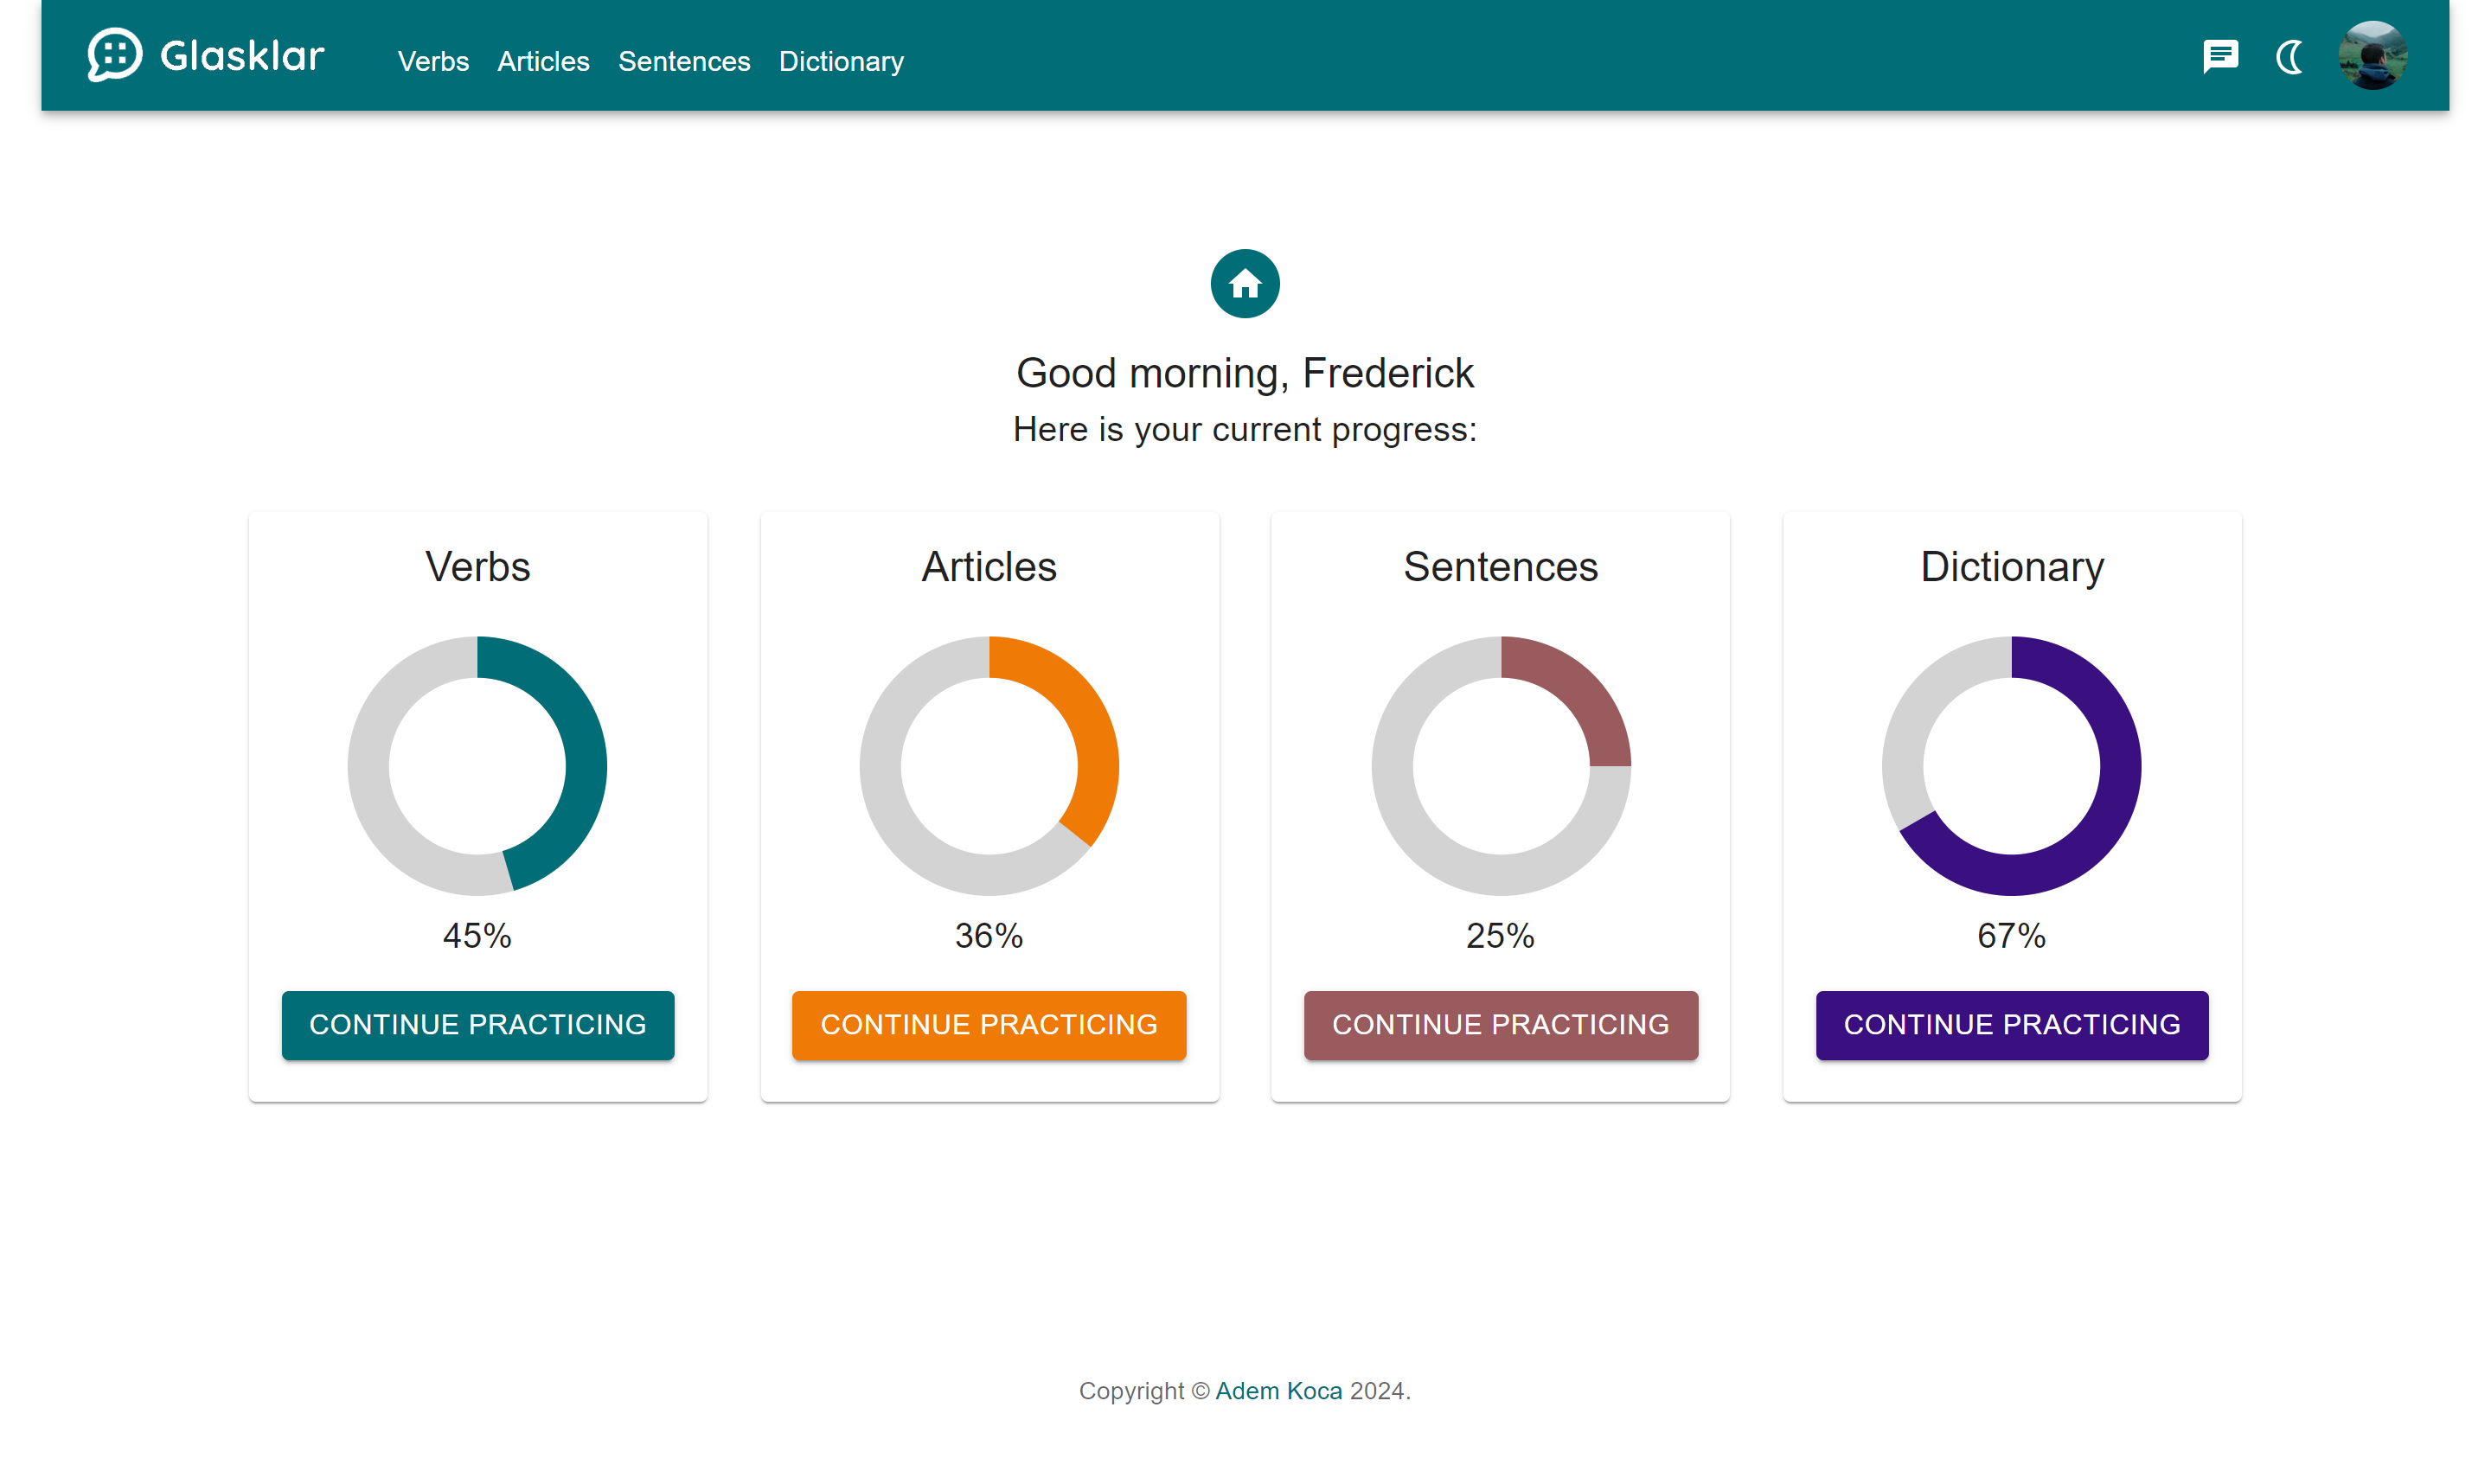 Glasklar
Verbs Articles Sentences Dictionary
Good morning, Frederick
Here is your current progress:
Verbs
45%
CONTINUE PRACTICING
Articles
36%
CONTINUE PRACTICING
Sentences
25%
CONTINUE PRACTICING
Dictionary
67%
CONTINUE PRACTICING
Copyright © Adem Koca 2024.